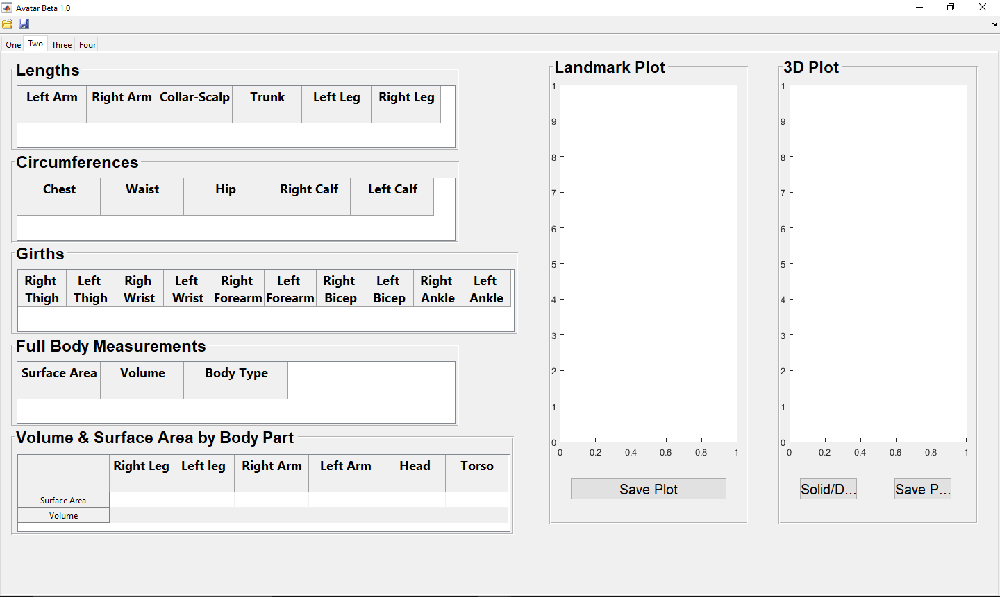 Avatar Beta 1.0
One Two Three Four
Lengths
Left Arm Right Arm Collar-Scalp Trunk Left Leg Right Leg
Circumferences
Chest Waist Hip Right Calf Left Calf
Girths
Right Thigh Left Thigh Righ Wrist Left Wrist Right Forearm Left Forearm Right Bicep Left Bicep Right Ankle Left Ankle
Full Body Measurements
Surface Area Volume Body Type
Volume & Surface Area by Body Part
Right Leg Left leg Right Arm Left Arm Head Torso
Surface Area
Volume
Landmark Plot
1
9
8
7
6
5
4
3
2
1
0
0 0.2 0.4 0.6 0.8 1
Save Plot
3D Plot
1
9
8
7
6
5
4
3
2
1
0
0 0.2 0.4 0.6 0.8 1
Solid/D... Save P...